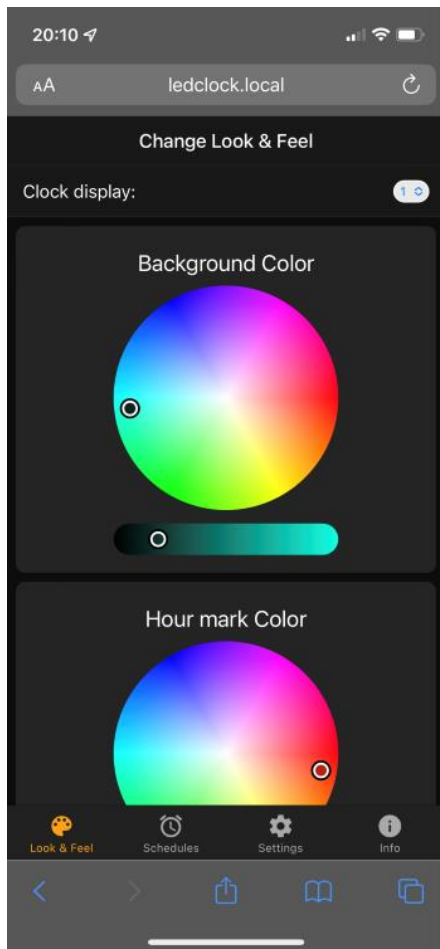 20:10
AA
ledclock.local
Change Look & Feel
Clock display:
1
Background Color
Hour mark Color
Look & Feel
Schedules
Settings
Info